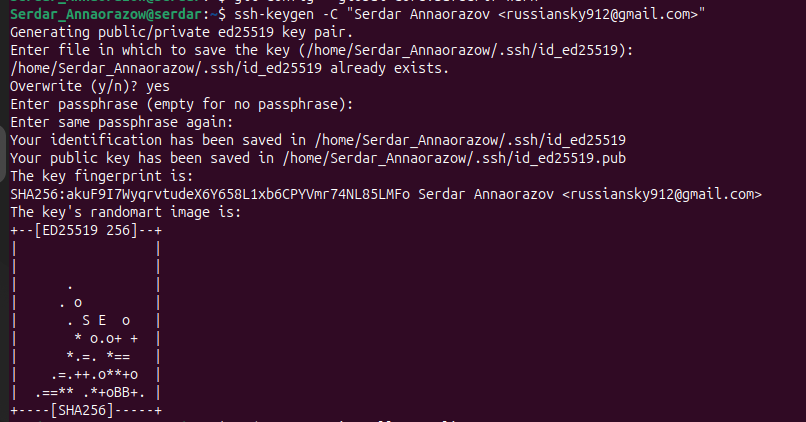 Serdar_Annaorazow@serdar:~$ ssh-keygen -C "Serdar Annaorazov <russiansky912@gmail.com>"
Generating public/private ed25519 key pair.
Enter file in which to save the key (/home/Serdar_Annaorazow/.ssh/id_ed25519):
/home/Serdar_Annaorazow/.ssh/id_ed25519 already exists.
Overwrite (y/n)? yes
Enter passphrase (empty for no passphrase):
Enter same passphrase again:
Your identification has been saved in /home/Serdar_Annaorazow/.ssh/id_ed25519
Your public key has been saved in /home/Serdar_Annaorazow/.ssh/id_ed25519.pub
The key fingerprint is:
SHA256:akuF9I7WyqrvtudeX6Y658L1xb6CPYVmr74NL85LMFo Serdar Annaorazov <russiansky912@gmail.com>
The key's randomart image is:
+--[ED25519 256]--+
|                 |
|                 |
|      .          |
|     . o         |
|      . S E  o   |
|       * o.o+ +  |
|      *.=. *==   |
|    .=.++.o**+o  |
|  .==** .*+oBB+. |
+----[SHA256]-----+